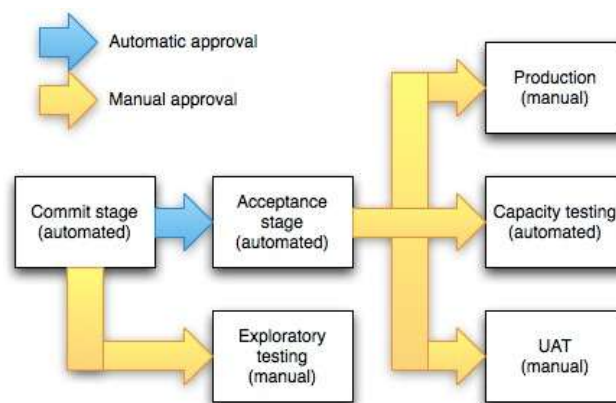 Automatic approval
Manual approval
Production
(manual)
Commit stage
(automated)
Acceptance
stage
(automated)
Capacity testing
(automated)
Exploratory
testing
(manual)
UAT
(manual)